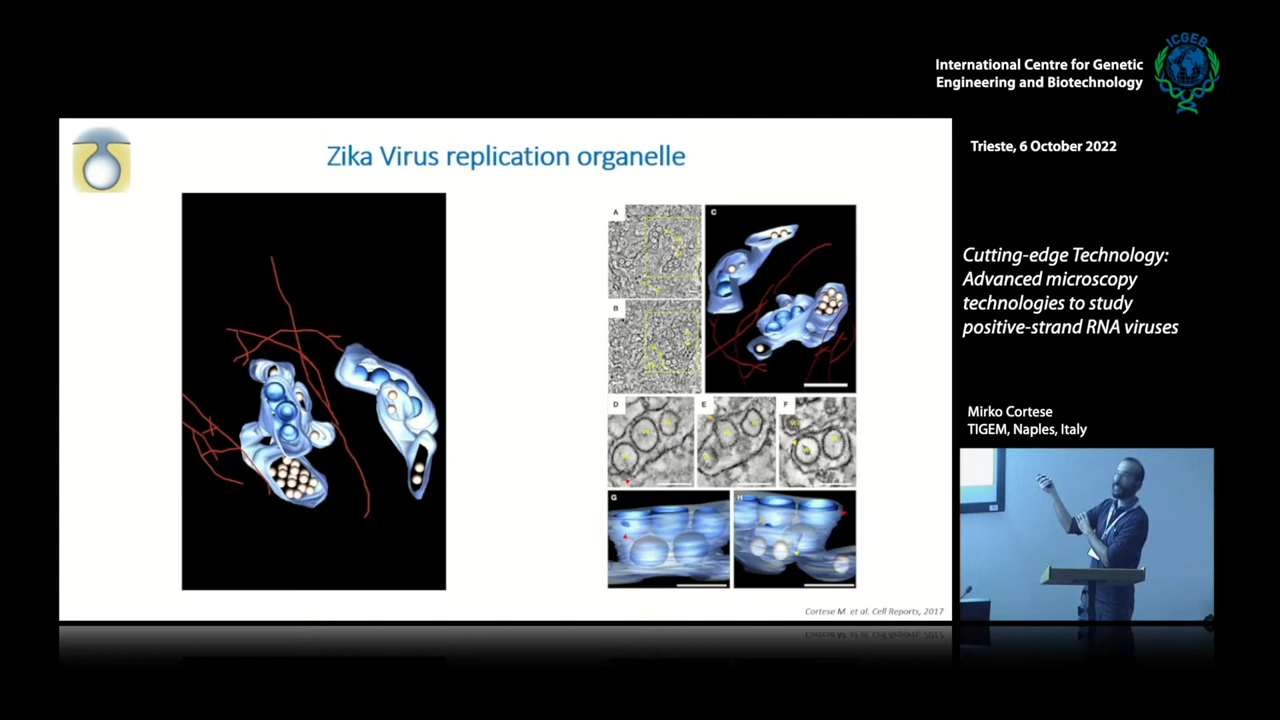 International Centre for Genetic
Engineering and Biotechnology
ICGEB
Trieste, 6 October 2022
Zika Virus replication organelle
A
C
B
D
E
F
G
H
Cortese M et al. Cell Reports, 2017
Cutting-edge Technology:
Advanced microscopy
technologies to study
positive-strand RNA viruses
Mirko Cortese
TIGEM, Naples, Italy